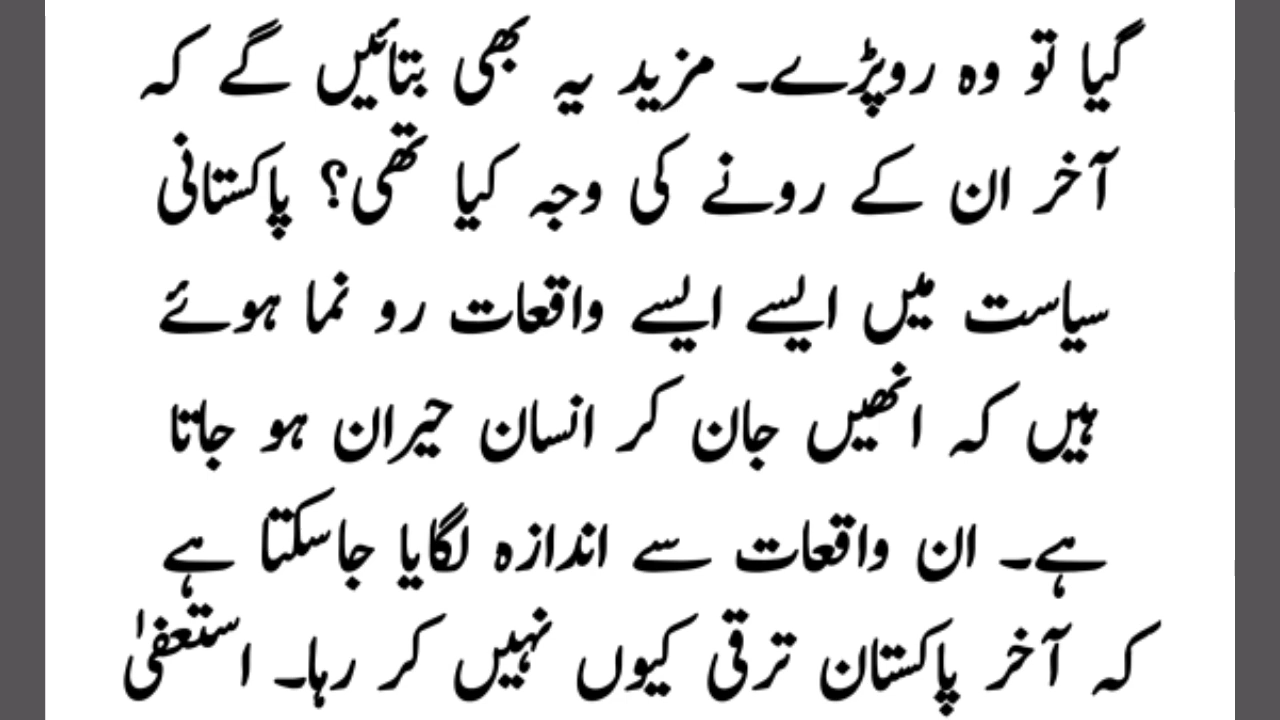 گیا تو وہ روپڑے۔ مزید یہ بھی بتائیں گے کہ
آخر ان کے رونے کی وجہ کیا تھی؟ پاکستانی
سیاست میں ایسے ایسے واقعات رو نما ہوئے
ہیں کہ انھیں جان کر انسان حیران ہو جاتا
ہے۔ ان واقعات سے اندازہ لگایا جاسکتا ہے
کہ آخر پاکستان ترقی کیوں نہیں کر رہا۔ استعفیٰ